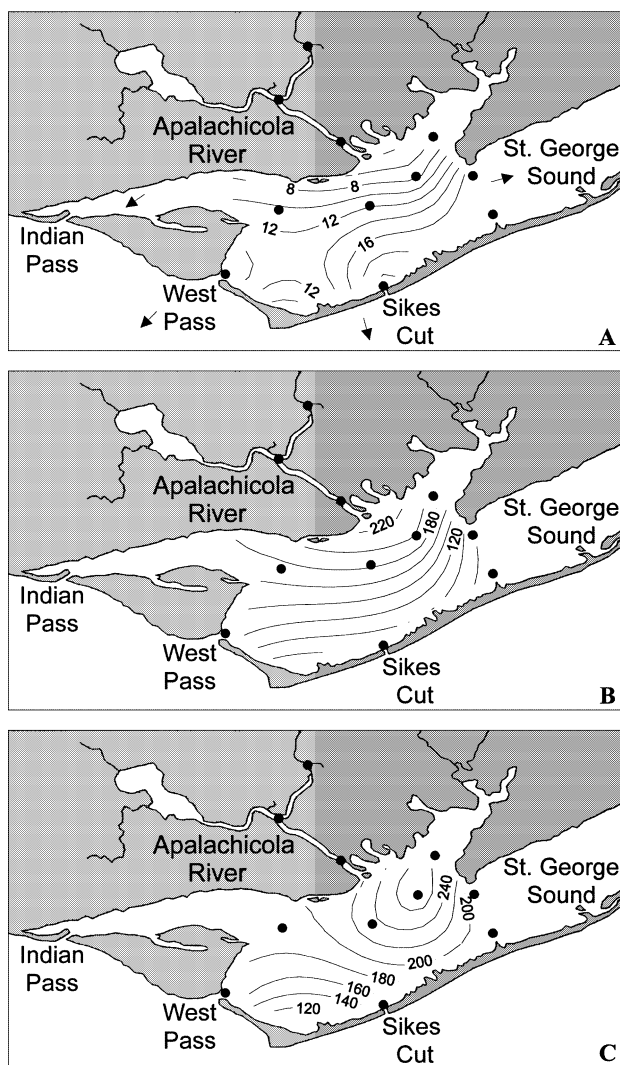 Apalachicola
River
St. George
Sound
8
8
12
12
16
12
Indian
Pass
West
Pass
Sikes
Cut
A
Apalachicola
River
St. George
Sound
220
180
120
Indian
Pass
West
Pass
Sikes
Cut
B
Apalachicola
River
St. George
Sound
240
200
200
180
160
140
120
Indian
Pass
West
Pass
Sikes
Cut
C